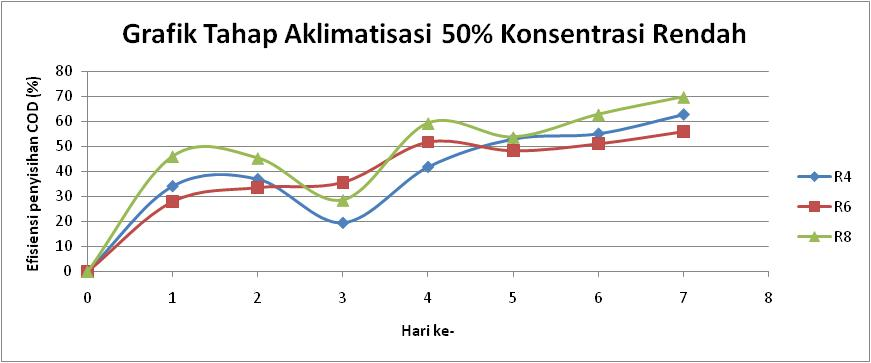 Grafik Tahap Aklimatisasi 50% Konsentrasi Rendah
Efisiensi penyisihan COD (%)
80
70
60
50
40
30
20
10
0
0 1 2 3 4 5 6 7 8
Hari ke-
R4
R6
R8